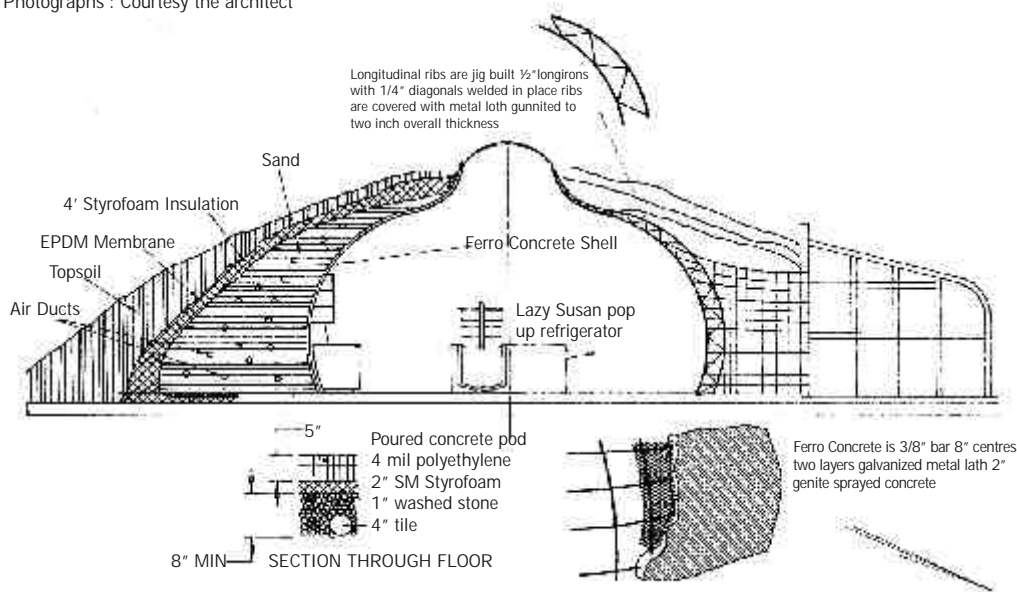 Photographs : Courtesy the architect
Longitudinal ribs are jig built ½"longirons
with 1/4" diagonals welded in place ribs
are covered with metal loth gunnited to
two inch overall thickness
Sand
4' Styrofoam Insulation
EPDM Membrane
Topsoil
Air Ducts
Ferro Concrete Shell
Lazy Susan pop
up refrigerator
5"
Poured concrete pod
4 mil polyethylene
2" SM Styrofoam
1" washed stone
4" tile
8" MIN
SECTION THROUGH FLOOR
Ferro Concrete is 3/8" bar 8" centres
two layers galvanized metal lath 2"
genite sprayed concrete